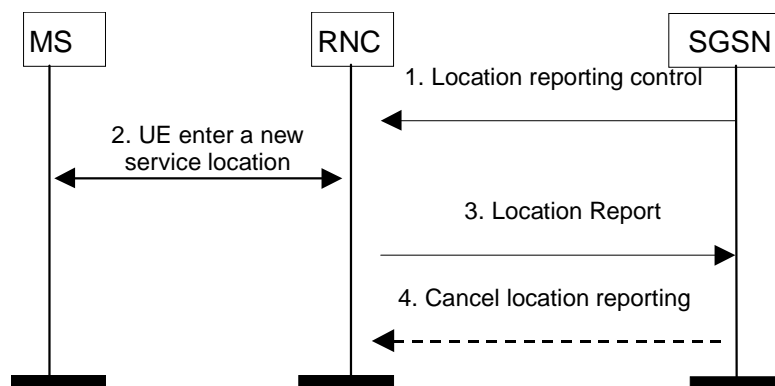 MS
RNC
SGSN
1. Location reporting control
2. UE enter a new
service location
3. Location Report
4. Cancel location reporting